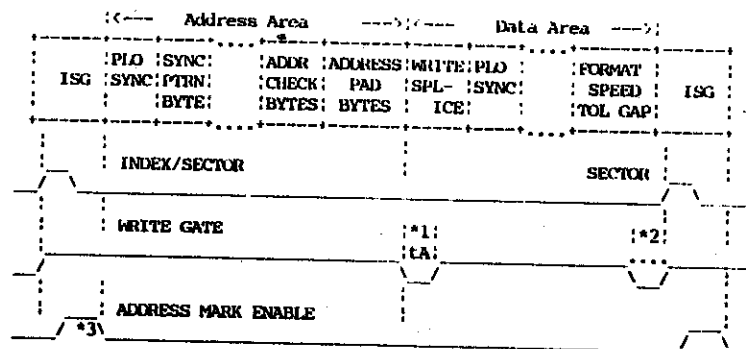 :<--- Address Area --->:<--- Data Area --->:
ISG :PLO :SYNC: :ADDR :ADDRESS:WRITE:PLO : :FORMAT : ISG
:SYNC:PTRN: :CHECK: PAD :SPL- :SYNC: : SPEED :
:BYTE: :BYTES: BYTES : ICE: : :TOL GAP:
INDEX/SECTOR SECTOR
WRITE GATE :*1: :*2:
:tA:
ADDRESS MARK ENABLE
*3